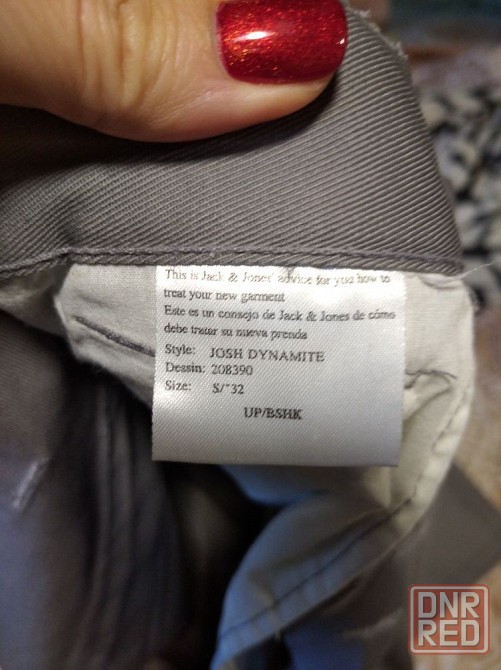 This is Jack & Jones' advice for you how to
treat your new garment
Este es un consejo de Jack & Jones de cómo
debe tratar su nueva prenda
Style: JOSH DYNAMITE
Dessin: 208390
Size: S/"32
UP/BSHK
DNR
RED